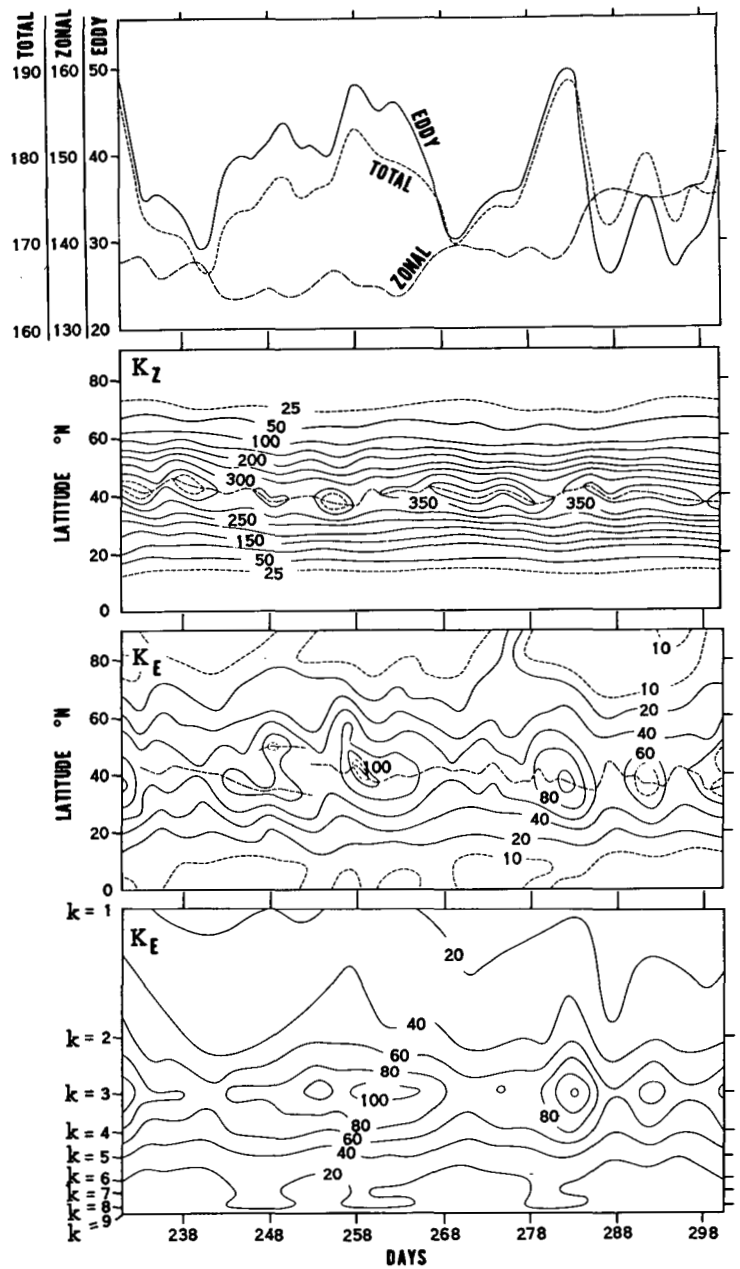 TOTAL ZONAL EDDY
190 160 50
180 150 40
170 140 30
160 130 20
EDDY
TOTAL
ZONAL
K_Z
LATITUDE °N
80
60
40
20
0
25
50
100
200
300
350 350
250
150
50
25
K_E
LATITUDE °N
80
60
40
20
0
10
10
20
40
60
100
80
40
20
10
K_E
k = 1
k = 2
k = 3
k = 4
k = 5
k = 6
k = 7
k = 8
k = 9
20
40
60
80
100
80
80
60
40
20
238 248 258 268 278 288 298
DAYS